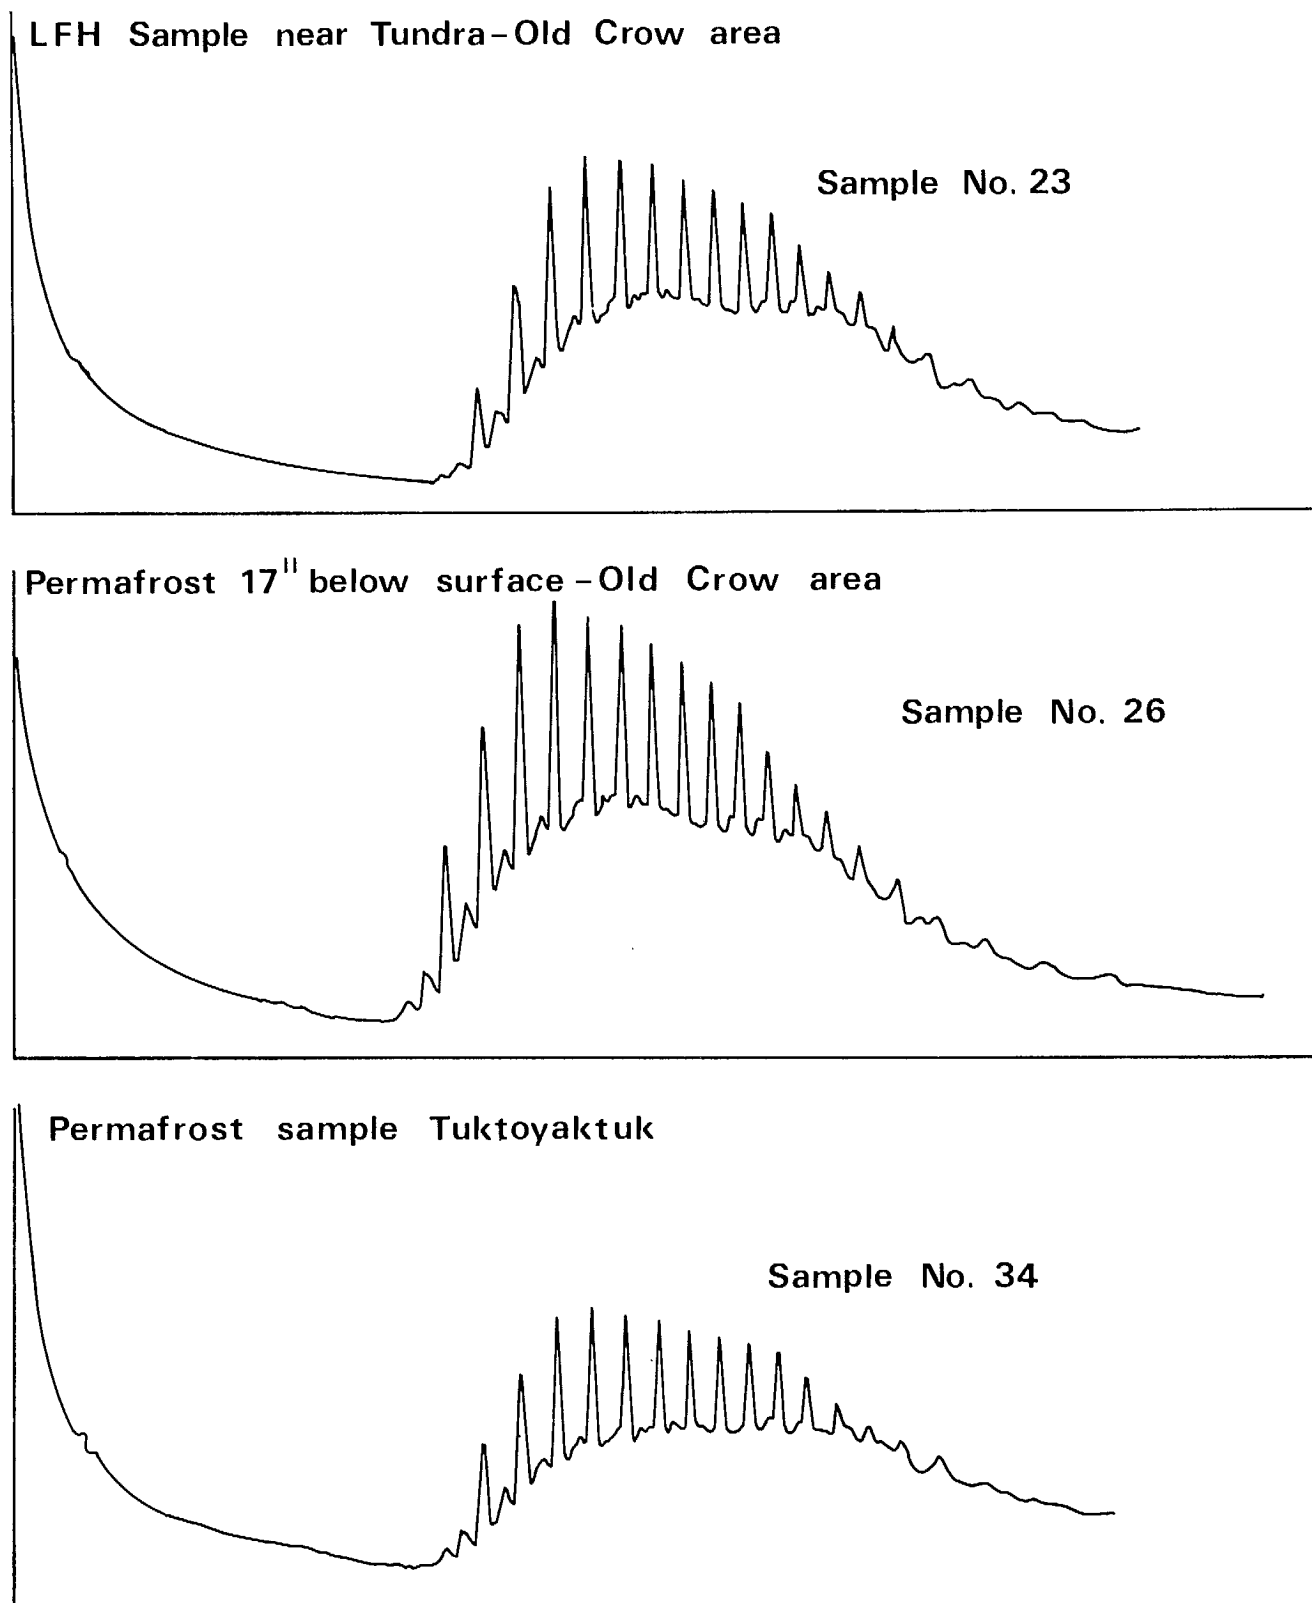 LFH Sample near Tundra-Old Crow area
Sample No. 23
Permafrost 17" below surface-Old Crow area
Sample No. 26
Permafrost sample Tuktoyaktuk
Sample No. 34